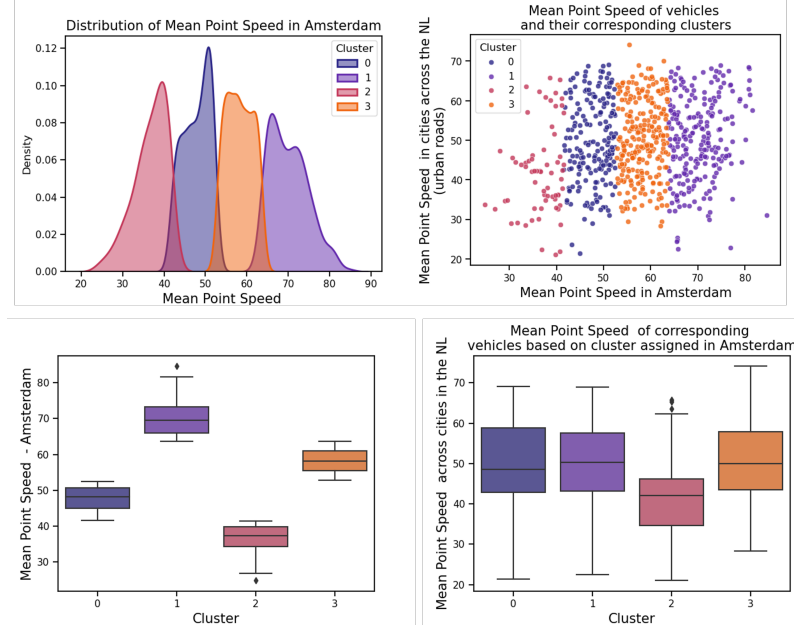 Distribution of Mean Point Speed in Amsterdam
Density
0.12
0.10
0.08
0.06
0.04
0.02
0.00
Cluster
0
1
2
3
20 30 40 50 60 70 80 90
Mean Point Speed
Mean Point Speed of vehicles
and their corresponding clusters
Mean Point Speed in cities across the NL
(urban roads)
70
60
50
40
30
20
Cluster
0
1
2
3
30 40 50 60 70 80
Mean Point Speed in Amsterdam
Mean Point Speed - Amsterdam
80
70
60
50
40
30
0 1 2 3
Cluster
Mean Point Speed of corresponding
vehicles based on cluster assigned in Amsterdam
Mean Point Speed across cities in the NL
70
60
50
40
30
20
0 1 2 3
Cluster